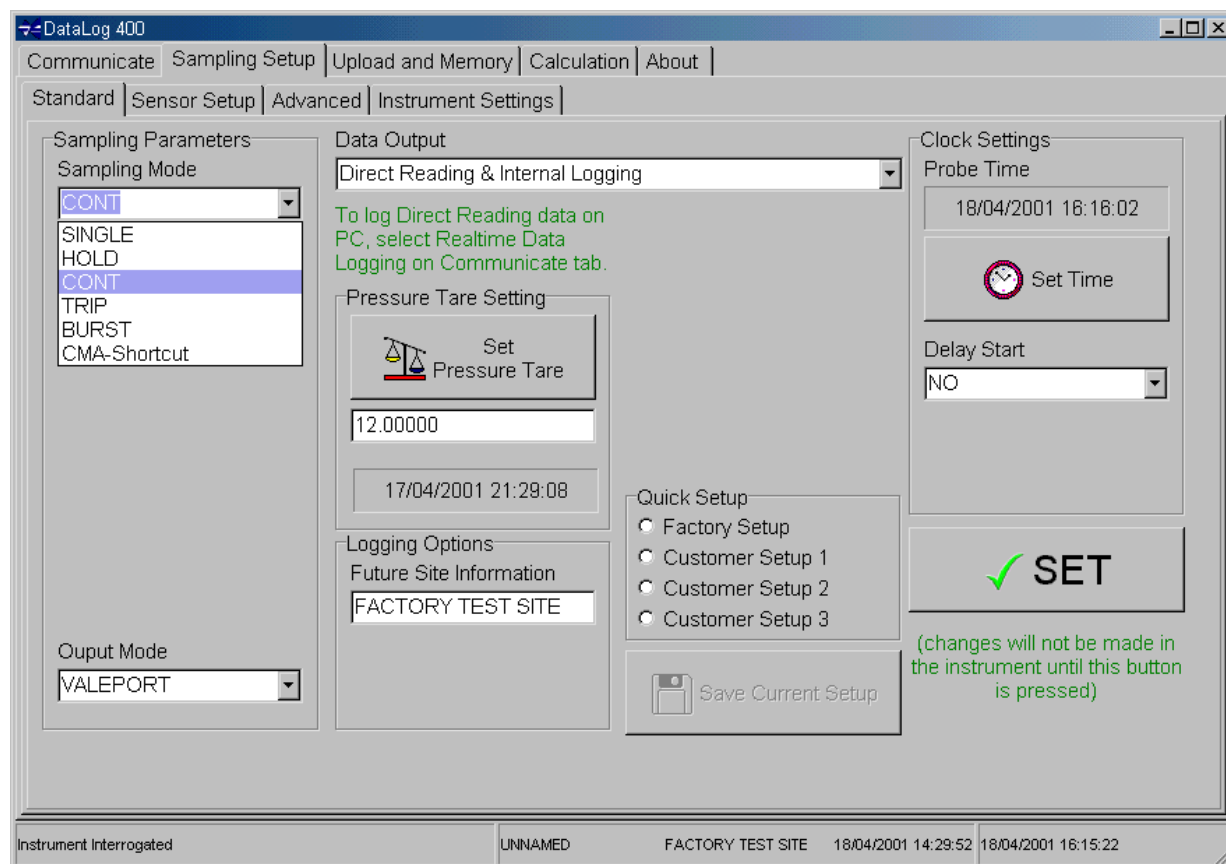 DataLog 400
Communicate Sampling Setup Upload and Memory Calculation About
Standard Sensor Setup Advanced Instrument Settings
Sampling Parameters
Sampling Mode
CONT
SINGLE
HOLD
CONT
TRIP
BURST
CMA-Shortcut
Ouput Mode
VALEPORT
Data Output
Direct Reading & Internal Logging
To log Direct Reading data on
PC, select Realtime Data
Logging on Communicate tab.
Pressure Tare Setting
Set
Pressure Tare
12.00000
17/04/2001 21:29:08
Logging Options
Future Site Information
FACTORY TEST SITE
Quick Setup
Factory Setup
Customer Setup 1
Customer Setup 2
Customer Setup 3
Save Current Setup
Clock Settings
Probe Time
18/04/2001 16:16:02
Set Time
Delay Start
NO
SET
(changes will not be made in
the instrument until this button
is pressed)
Instrument Interrogated UNNAMED FACTORY TEST SITE 18/04/2001 14:29:52 18/04/2001 16:15:22